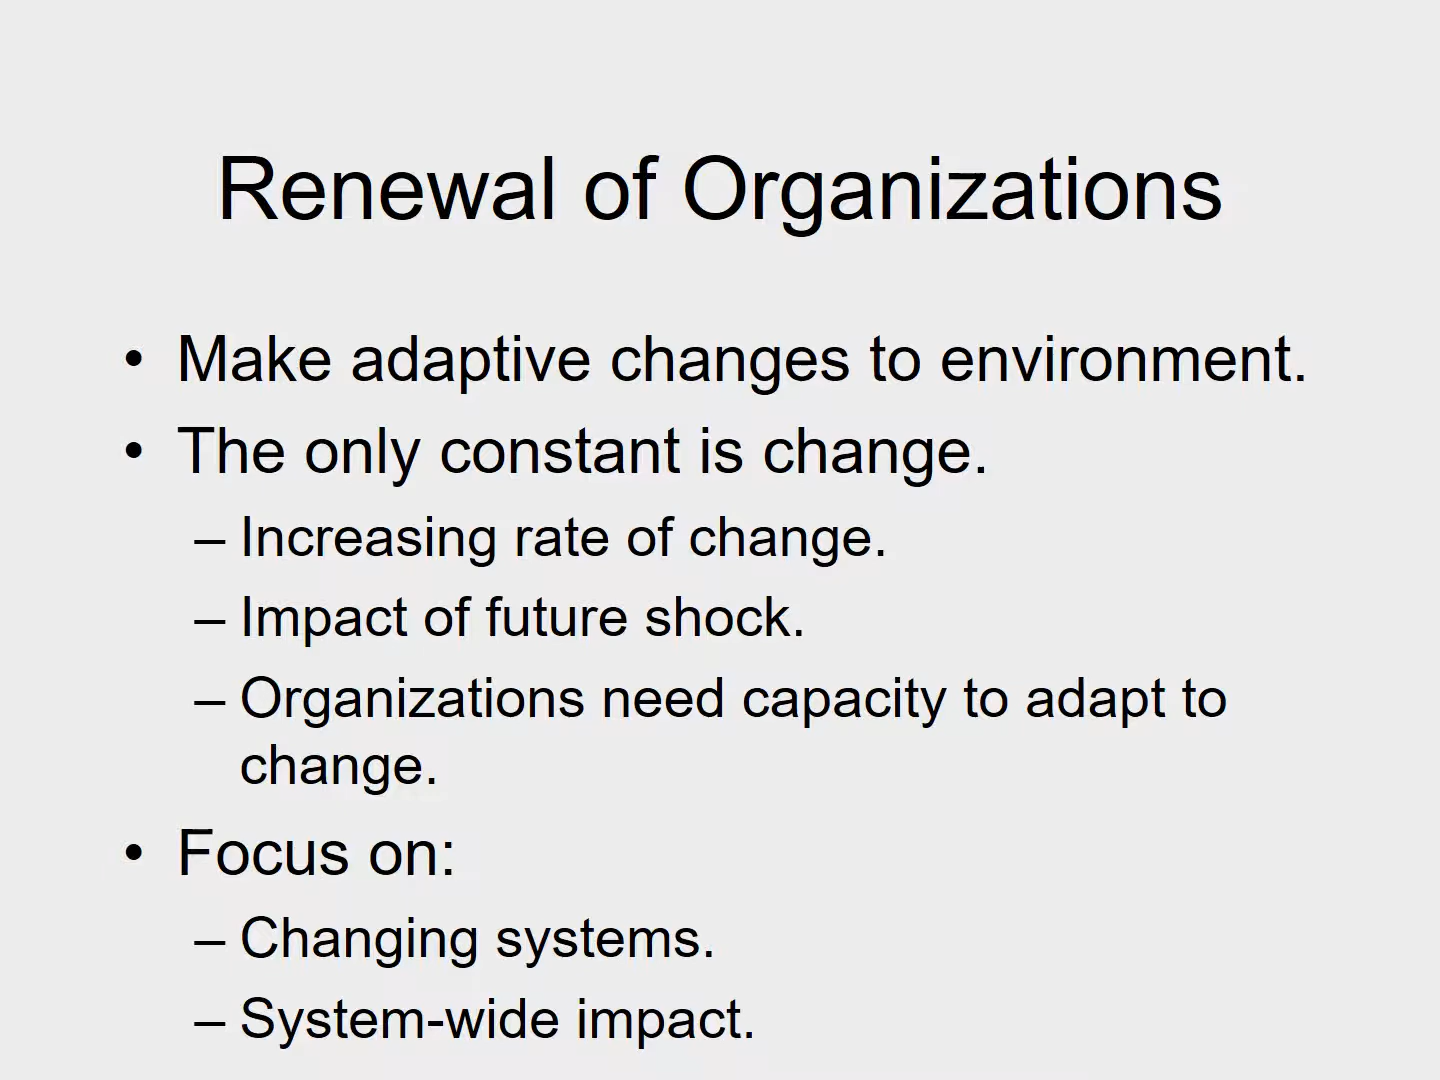 Renewal of Organizations
• Make adaptive changes to environment.
• The only constant is change.
– Increasing rate of change.
– Impact of future shock.
– Organizations need capacity to adapt to
change.
• Focus on:
– Changing systems.
– System-wide impact.